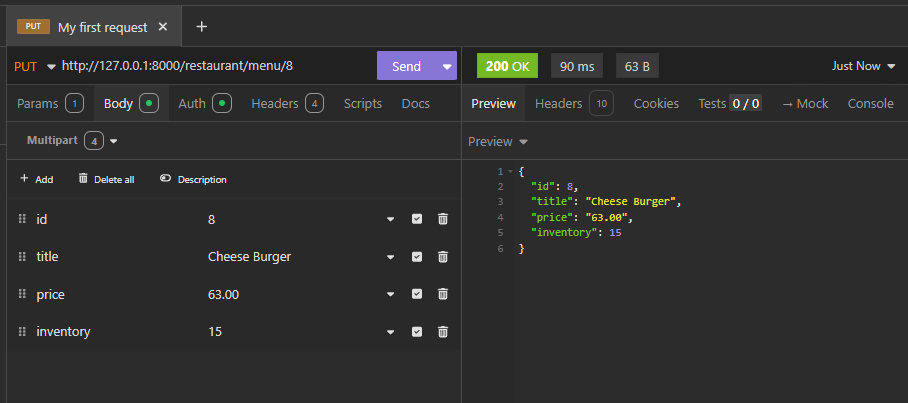 PUT My first request
PUT http://127.0.0.1:8000/restaurant/menu/8 Send
200 OK 90 ms 63 B Just Now
Params 1 Body Auth Headers 4 Scripts Docs
Preview Headers 10 Cookies Tests 0 / 0 → Mock Console
Multipart 4
Preview
+ Add Delete all Description
id 8
title Cheese Burger
price 63.00
inventory 15
1 {
2 "id": 8,
3 "title": "Cheese Burger",
4 "price": "63.00",
5 "inventory": 15
6 }